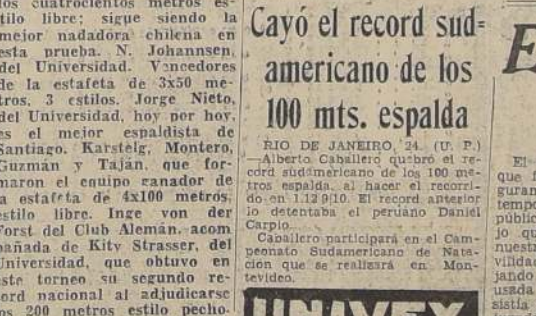 los cuatrocientos metros es-
tilo libre; sigue siendo la
mejor nadadora chilena en
esta prueba. N. Johannsen,
del Universidad. Vencedores
de la estafeta de 3x50 me-
tros, 3 estilos. Jorge Nieto,
del Universidad, hoy por hoy,
es el mejor espaldista de
Santiago. Karstelg, Montero,
Guzmán y Taján, que for-
maron el equipo ganador de
la estafeta de 4x100 metros,
estilo libre. Inge von der
Forst del Club Alemán, acom
pañada de Kity Strasser, del
Universidad, que obtuvo en
este torneo su segundo re-
cord nacional al adjudicarse
los 200 metros estilo pecho.
Cayó el record sud-
americano de los
100 mts. espalda
RIO DE JANEIRO, 24. (U. P.)
—Alberto Caballero quebró el re-
cord sudamericano de los 100 me-
tros espalda, al hacer el recorri-
do en 1.12 9|10. El record anterior
lo detentaba el peruano Daniel
Carpio.
Caballero participará en el Cam-
peonato Sudamericano de Nata-
ción que se realizará en Mon-
tevideo.
UNIVEX
E
El
que f
guran
tempo
públic
jo qu
nuestr
vilidad
jando
usada
sistía